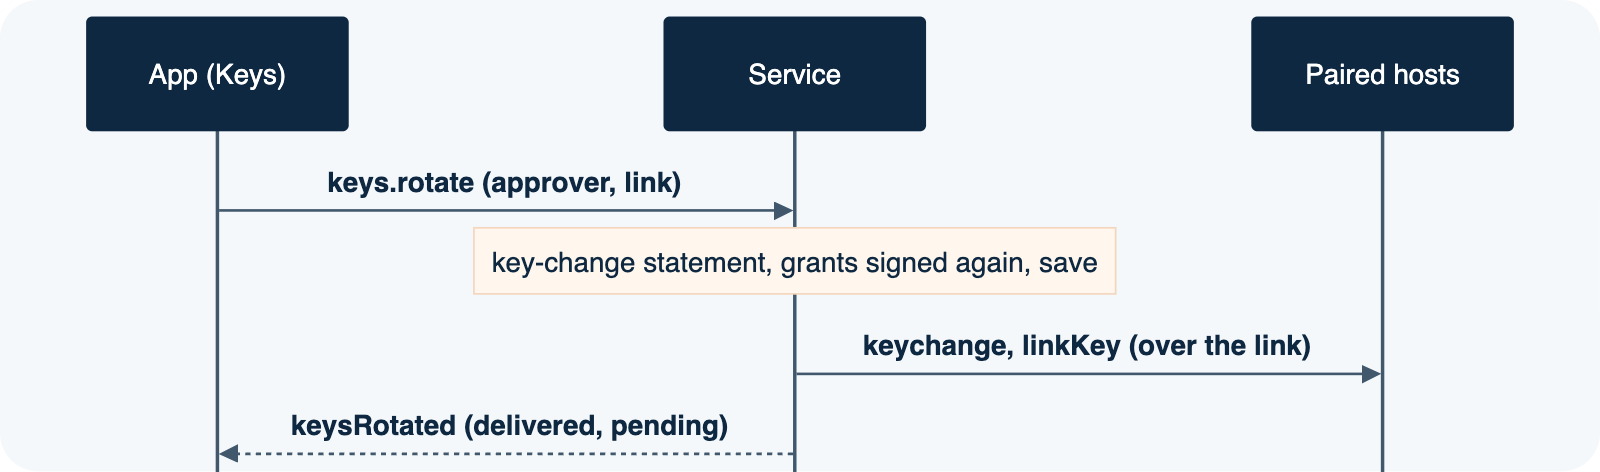 App (Keys)
Service
Paired hosts
keys.rotate (approver, link)
key-change statement, grants signed again, save
keychange, linkKey (over the link)
keysRotated (delivered, pending)